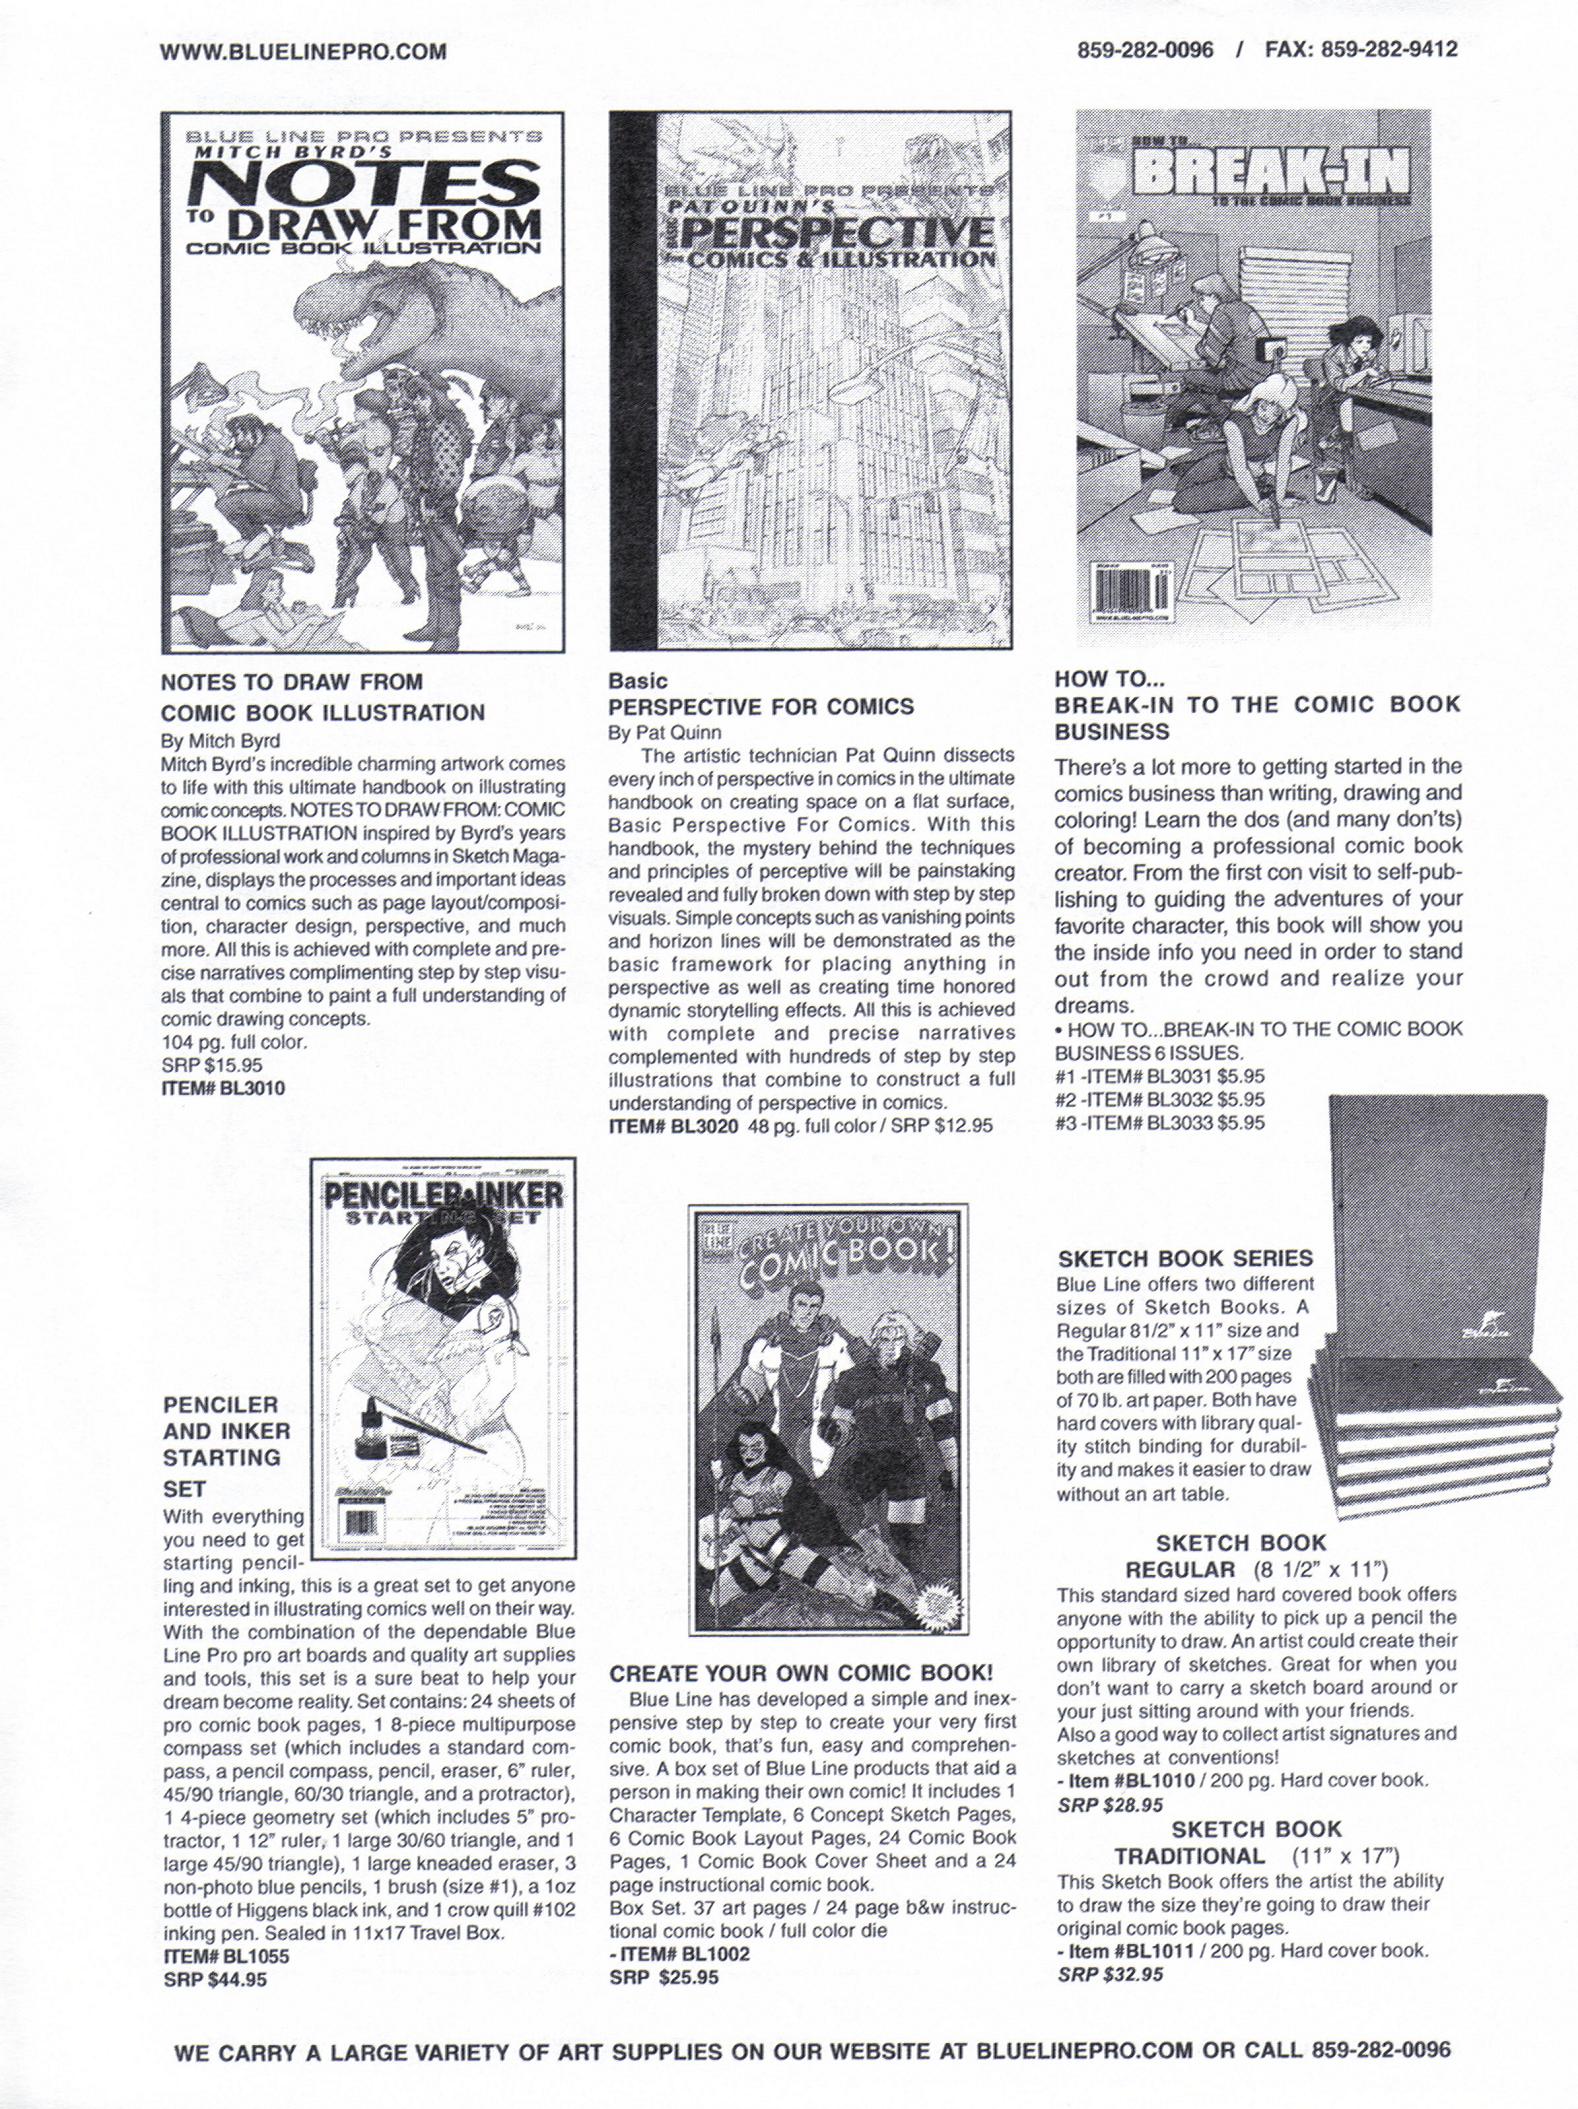 WWW.BLUELINEPRO.COM
859-282-0096 / FAX: 859-282-9412
BLUE LINE PRO PRESENTS
MITCH BYRD'S
NOTES
TO DRAW FROM
COMIC BOOK ILLUSTRATION
NOTES TO DRAW FROM
COMIC BOOK ILLUSTRATION
By Mitch Byrd
Mitch Byrd's incredible charming artwork comes
to life with this ultimate handbook on illustrating
comic concepts. NOTES TO DRAW FROM: COMIC
BOOK ILLUSTRATION inspired by Byrd's years
of professional work and columns in Sketch Maga-
zine, displays the processes and important ideas
central to comics such as page layout/composi-
tion, character design, perspective, and much
more. All this is achieved with complete and pre-
cise narratives complimenting step by step visu-
als that combine to paint a full understanding of
comic drawing concepts.
104 pg. full color.
SRP $15.95
ITEM# BL3010
BLUE LINE PRO PRESENTS
PAT QUINN'S
BASIC PERSPECTIVE
FOR COMICS & ILLUSTRATION
Basic
PERSPECTIVE FOR COMICS
By Pat Quinn
The artistic technician Pat Quinn dissects
every inch of perspective in comics in the ultimate
handbook on creating space on a flat surface,
Basic Perspective For Comics. With this
handbook, the mystery behind the techniques
and principles of perceptive will be painstaking
revealed and fully broken down with step by step
visuals. Simple concepts such as vanishing points
and horizon lines will be demonstrated as the
basic framework for placing anything in
perspective as well as creating time honored
dynamic storytelling effects. All this is achieved
with complete and precise narratives
complemented with hundreds of step by step
illustrations that combine to construct a full
understanding of perspective in comics.
ITEM# BL3020 48 pg. full color / SRP $12.95
HOW TO...
BREAK-IN
TO THE COMIC BOOK BUSINESS
#1
WWW.BLUELINEPRO.COM
HOW TO...
BREAK-IN TO THE COMIC BOOK
BUSINESS
There's a lot more to getting started in the
comics business than writing, drawing and
coloring! Learn the dos (and many don'ts)
of becoming a professional comic book
creator. From the first con visit to self-pub-
lishing to guiding the adventures of your
favorite character, this book will show you
the inside info you need in order to stand
out from the crowd and realize your
dreams.
• HOW TO...BREAK-IN TO THE COMIC BOOK
BUSINESS 6 ISSUES.
#1 -ITEM# BL3031 $5.95
#2 -ITEM# BL3032 $5.95
#3 -ITEM# BL3033 $5.95
PENCILER & INKER
STARTING SET
PENCILER
AND INKER
STARTING
SET
With everything
you need to get
starting pencil-
ling and inking, this is a great set to get anyone
interested in illustrating comics well on their way.
With the combination of the dependable Blue
Line Pro pro art boards and quality art supplies
and tools, this set is a sure beat to help your
dream become reality. Set contains: 24 sheets of
pro comic book pages, 1 8-piece multipurpose
compass set (which includes a standard com-
pass, a pencil compass, pencil, eraser, 6" ruler,
45/90 triangle, 60/30 triangle, and a protractor),
1 4-piece geometry set (which includes 5" pro-
tractor, 1 12" ruler, 1 large 30/60 triangle, and 1
large 45/90 triangle), 1 large kneaded eraser, 3
non-photo blue pencils, 1 brush (size #1), a 1oz
bottle of Higgens black ink, and 1 crow quill #102
inking pen. Sealed in 11x17 Travel Box.
ITEM# BL1055
SRP $44.95
BLUE
LINE
CREATE YOUR OWN
COMIC BOOK!
CREATE YOUR OWN COMIC BOOK!
Blue Line has developed a simple and inex-
pensive step by step to create your very first
comic book, that's fun, easy and comprehen-
sive. A box set of Blue Line products that aid a
person in making their own comic! It includes 1
Character Template, 6 Concept Sketch Pages,
6 Comic Book Layout Pages, 24 Comic Book
Pages, 1 Comic Book Cover Sheet and a 24
page instructional comic book.
Box Set. 37 art pages / 24 page b&w instruc-
tional comic book / full color die
- ITEM# BL1002
SRP $25.95
SKETCH BOOK SERIES
Blue Line offers two different
sizes of Sketch Books. A
Regular 81/2" x 11" size and
the Traditional 11" x 17" size
both are filled with 200 pages
of 70 lb. art paper. Both have
hard covers with library qual-
ity stitch binding for durabil-
ity and makes it easier to draw
without an art table.
Blue Line
SKETCH BOOK
REGULAR (8 1/2" x 11")
This standard sized hard covered book offers
anyone with the ability to pick up a pencil the
opportunity to draw. An artist could create their
own library of sketches. Great for when you
don't want to carry a sketch board around or
your just sitting around with your friends.
Also a good way to collect artist signatures and
sketches at conventions!
- Item #BL1010 / 200 pg. Hard cover book.
SRP $28.95
SKETCH BOOK
TRADITIONAL (11" x 17")
This Sketch Book offers the artist the ability
to draw the size they're going to draw their
original comic book pages.
- Item #BL1011 / 200 pg. Hard cover book.
SRP $32.95
WE CARRY A LARGE VARIETY OF ART SUPPLIES ON OUR WEBSITE AT BLUELINEPRO.COM OR CALL 859-282-0096